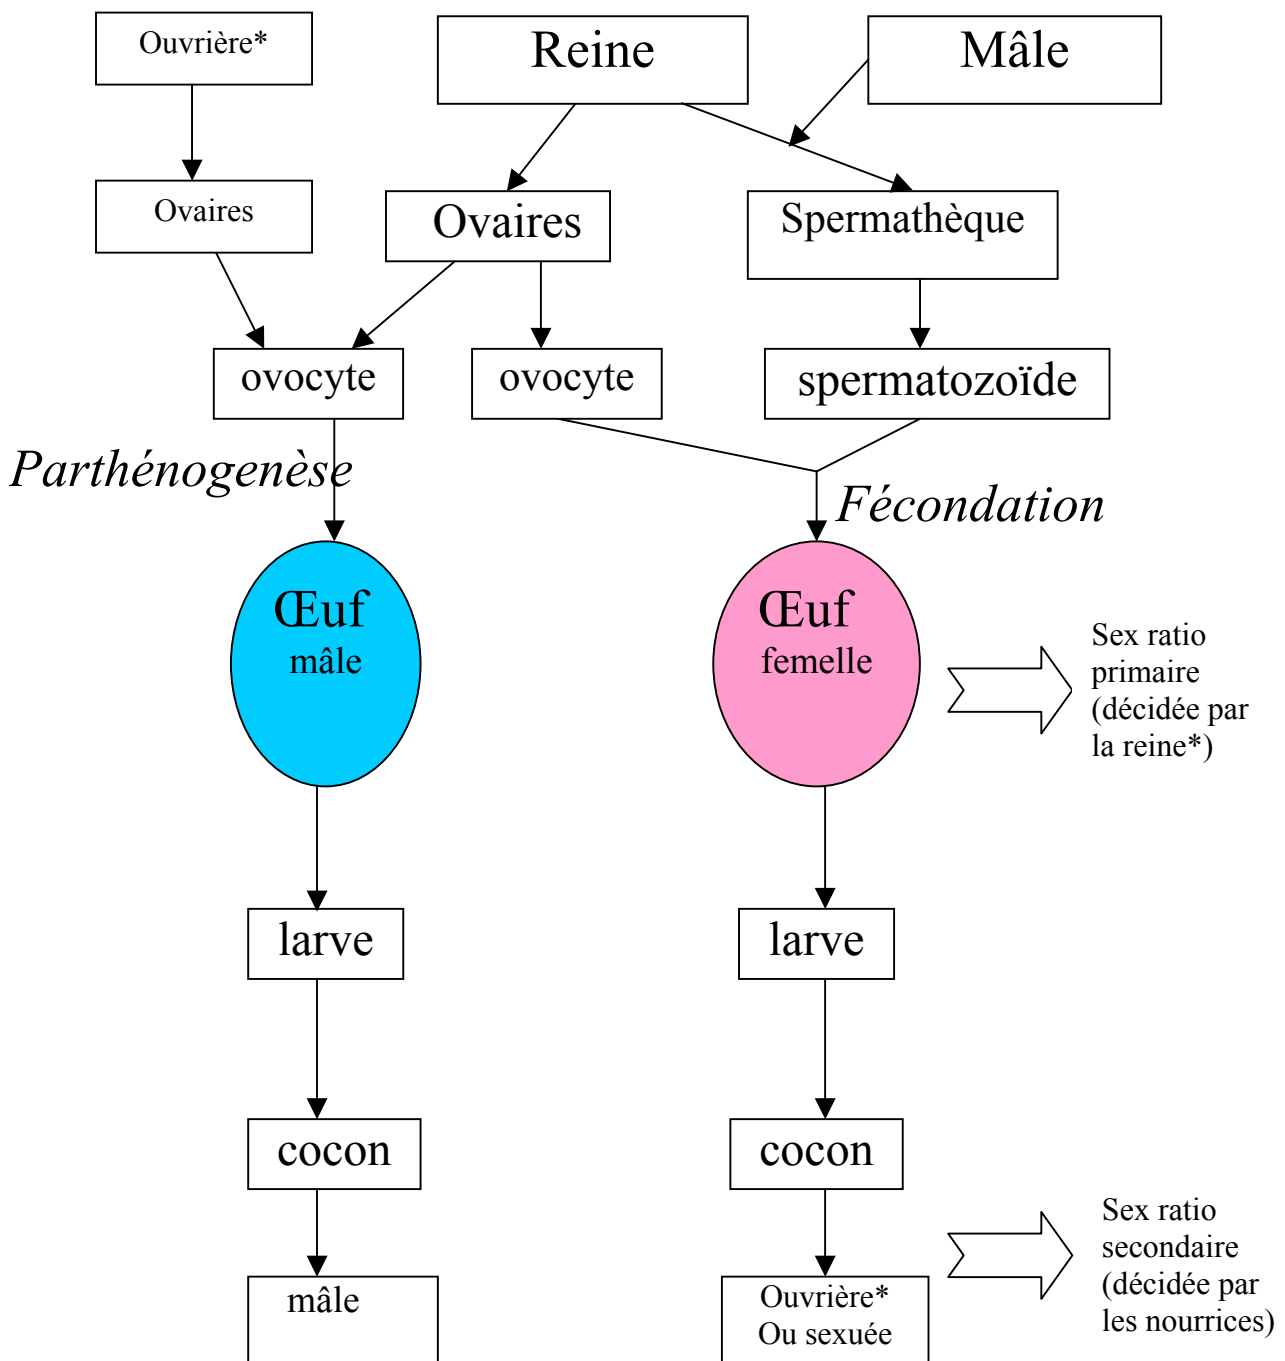 Ouvrière*
Reine
Mâle
Ovaires
Ovaires
Spermathèque
ovocyte
ovocyte
spermatozoïde
Parthénogenèse
Fécondation
Œuf
mâle
Œuf
femelle
Sex ratio
primaire
(décidée par
la reine*)
larve
larve
cocon
cocon
mâle
Ouvrière*
Ou sexuée
Sex ratio
secondaire
(décidée par
les nourrices)